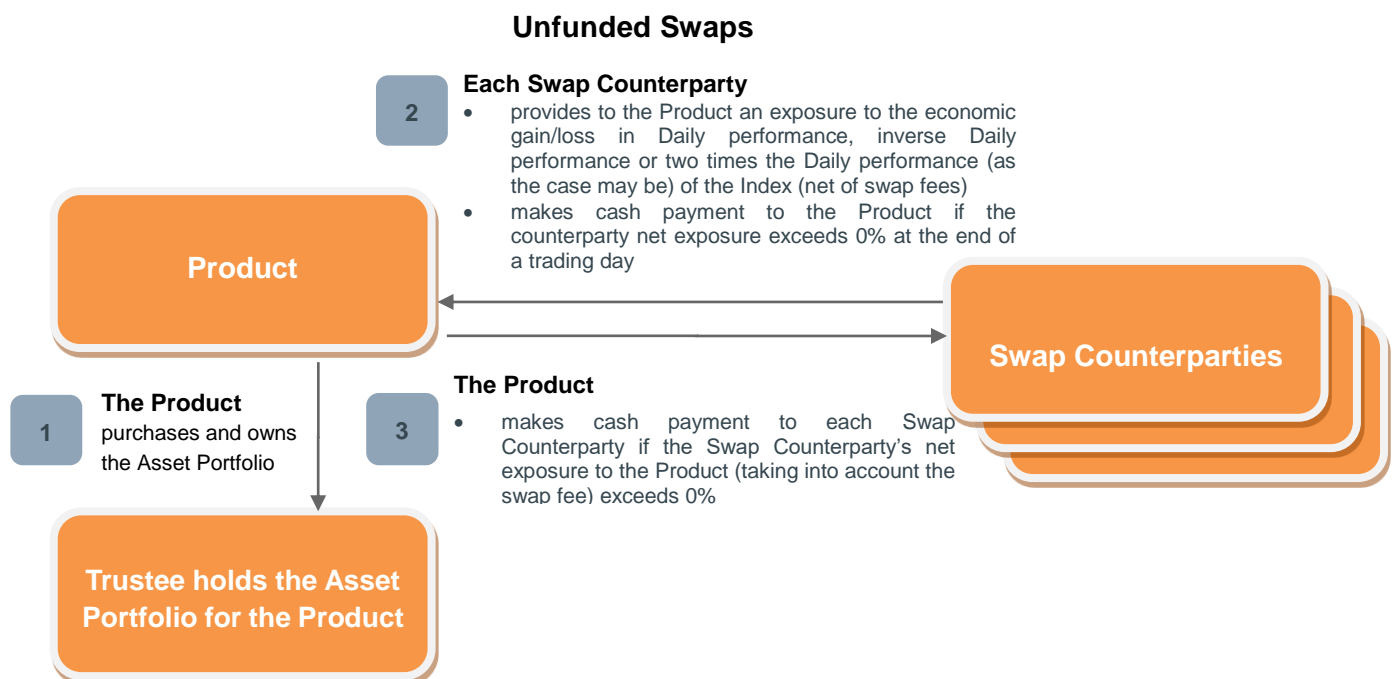 Unfunded Swaps
2
Each Swap Counterparty
• provides to the Product an exposure to the economic
gain/loss in Daily performance, inverse Daily
performance or two times the Daily performance (as
the case may be) of the Index (net of swap fees)
• makes cash payment to the Product if the
counterparty net exposure exceeds 0% at the end of
a trading day
Product
Swap Counterparties
1
The Product
purchases and owns
the Asset Portfolio
3
The Product
• makes cash payment to each Swap
Counterparty if the Swap Counterparty’s net
exposure to the Product (taking into account the
swap fee) exceeds 0%
Trustee holds the Asset
Portfolio for the Product